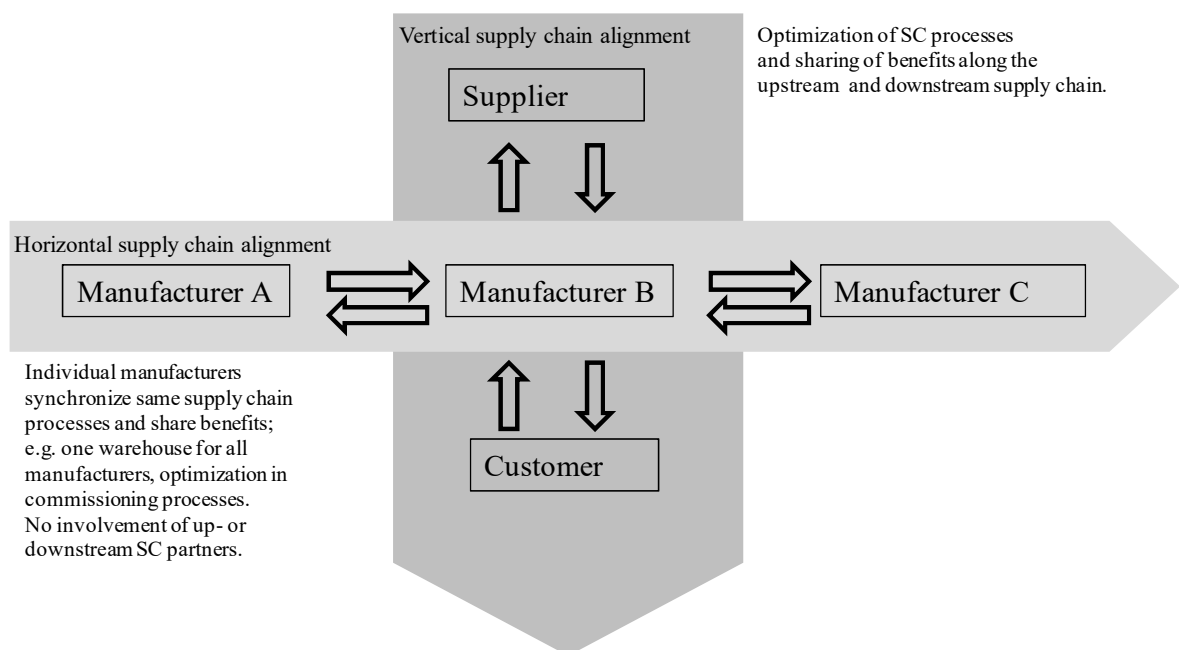 Vertical supply chain alignment
Optimization of SC processes
and sharing of benefits along the
upstream and downstream supply chain.
Supplier
Horizontal supply chain alignment
Manufacturer A
Manufacturer B
Manufacturer C
Individual manufacturers
synchronize same supply chain
processes and share benefits;
e.g. one warehouse for all
manufacturers, optimization in
commissioning processes.
No involvement of up- or
downstream SC partners.
Customer